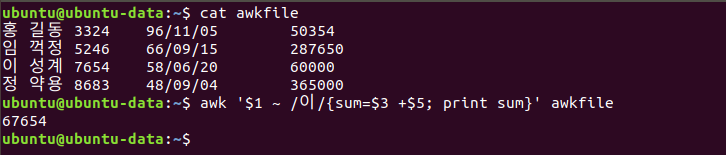 ubuntu@ubuntu-data:~$ cat awkfile
홍 길동 3324 96/11/05 50354
임 꺽정 5246 66/09/15 287650
이 성계 7654 58/06/20 60000
정 약용 8683 48/09/04 365000
ubuntu@ubuntu-data:~$ awk '$1 ~ /이/{sum=$3 +$5; print sum}' awkfile
67654
ubuntu@ubuntu-data:~$